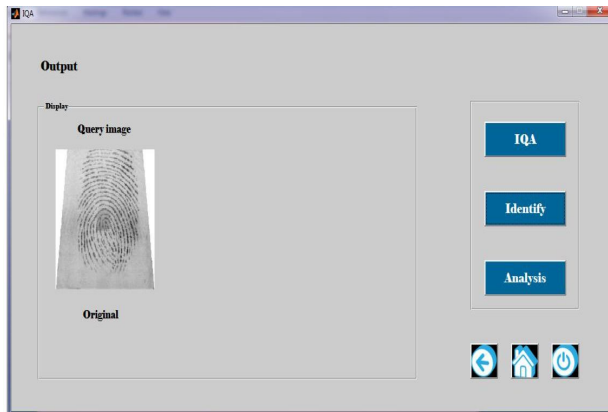 IQA
Output
Display
Query image
Original
IQA
Identify
Analysis